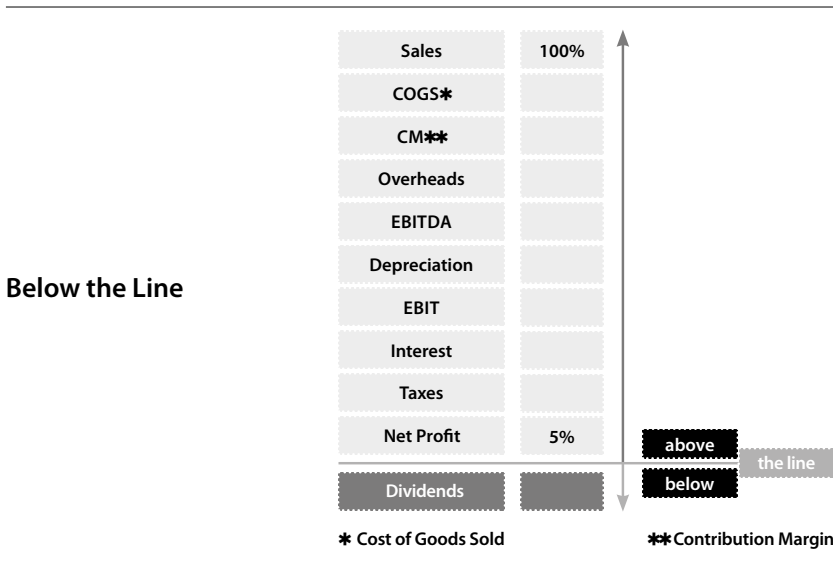 Sales 100%
COGS✱
CM✱✱
Overheads
EBITDA
Depreciation
Below the Line
EBIT
Interest
Taxes
Net Profit 5%
above
the line
below
Dividends
✱ Cost of Goods Sold ✱✱Contribution Margin